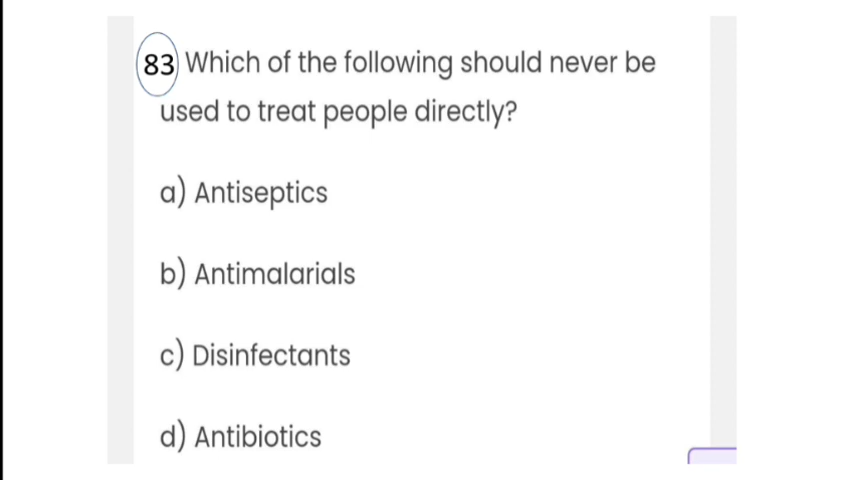 83 Which of the following should never be
used to treat people directly?
a) Antiseptics
b) Antimalarials
c) Disinfectants
d) Antibiotics